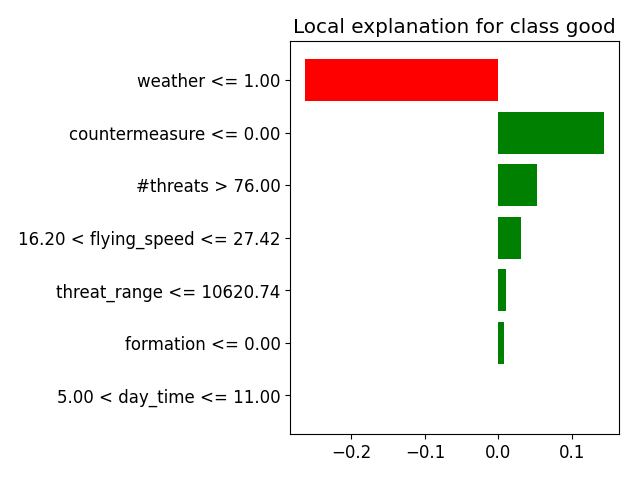 Local explanation for class good
weather <= 1.00
countermeasure <= 0.00
#threats > 76.00
16.20 < flying_speed <= 27.42
threat_range <= 10620.74
formation <= 0.00
5.00 < day_time <= 11.00
−0.2 −0.1 0.0 0.1